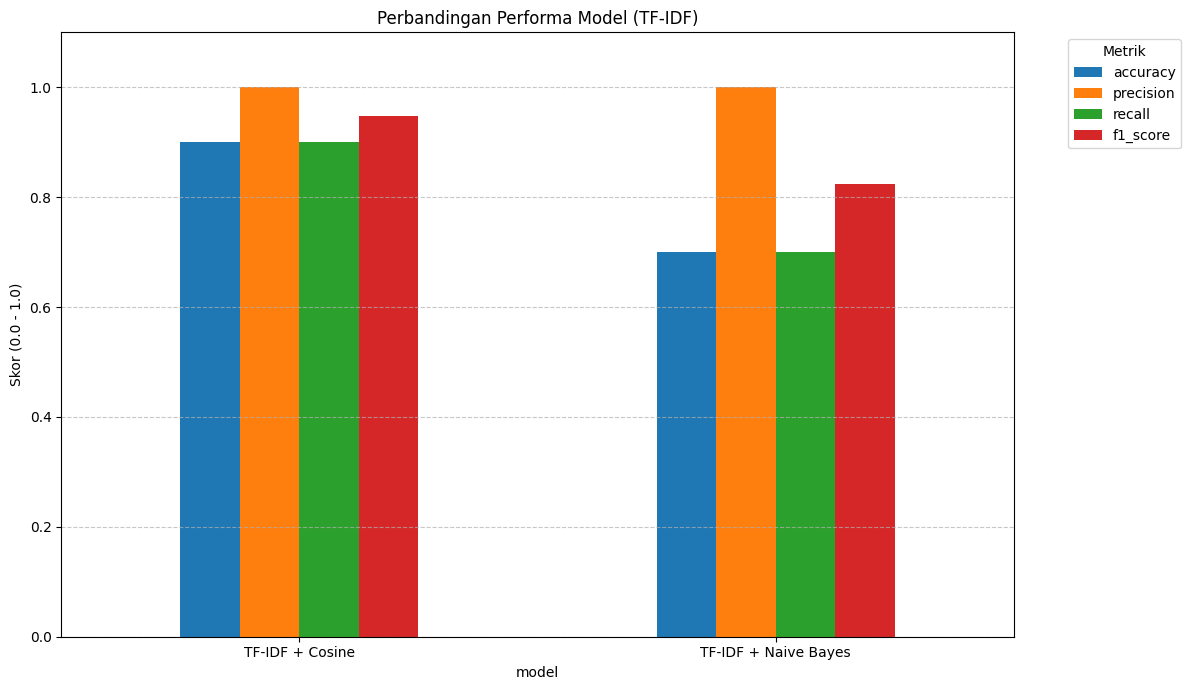 Perbandingan Performa Model (TF-IDF)
Metrik
accuracy
precision
recall
f1_score
Skor (0.0 - 1.0)
1.0
0.8
0.6
0.4
0.2
0.0
TF-IDF + Cosine
TF-IDF + Naive Bayes
model